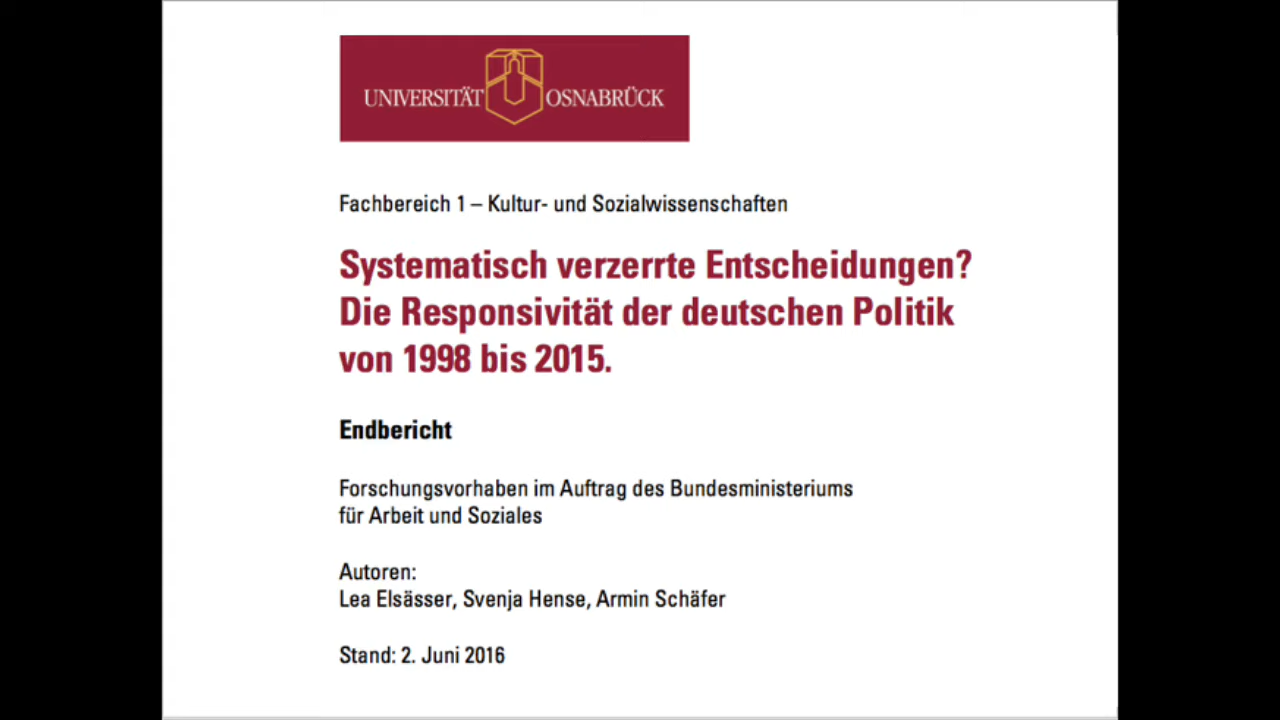 UNIVERSITÄT OSNABRÜCK
Fachbereich 1 – Kultur- und Sozialwissenschaften
Systematisch verzerrte Entscheidungen?
Die Responsivität der deutschen Politik
von 1998 bis 2015.
Endbericht
Forschungsvorhaben im Auftrag des Bundesministeriums
für Arbeit und Soziales
Autoren:
Lea Elsässer, Svenja Hense, Armin Schäfer
Stand: 2. Juni 2016